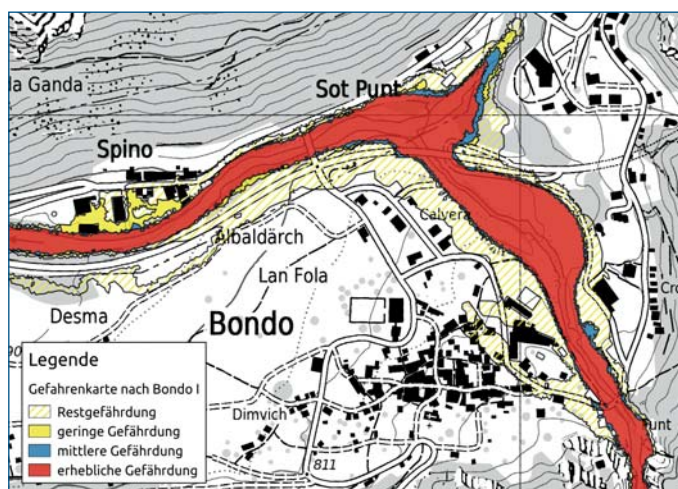 la Ganda
Sot Punt
Spino
Calvera
Albaldärch
Lan Fola
Desma
Bondo
Dimvich
811
Legende
Gefahrenkarte nach Bondo I
Restgefährdung
geringe Gefährdung
mittlere Gefährdung
erhebliche Gefährdung